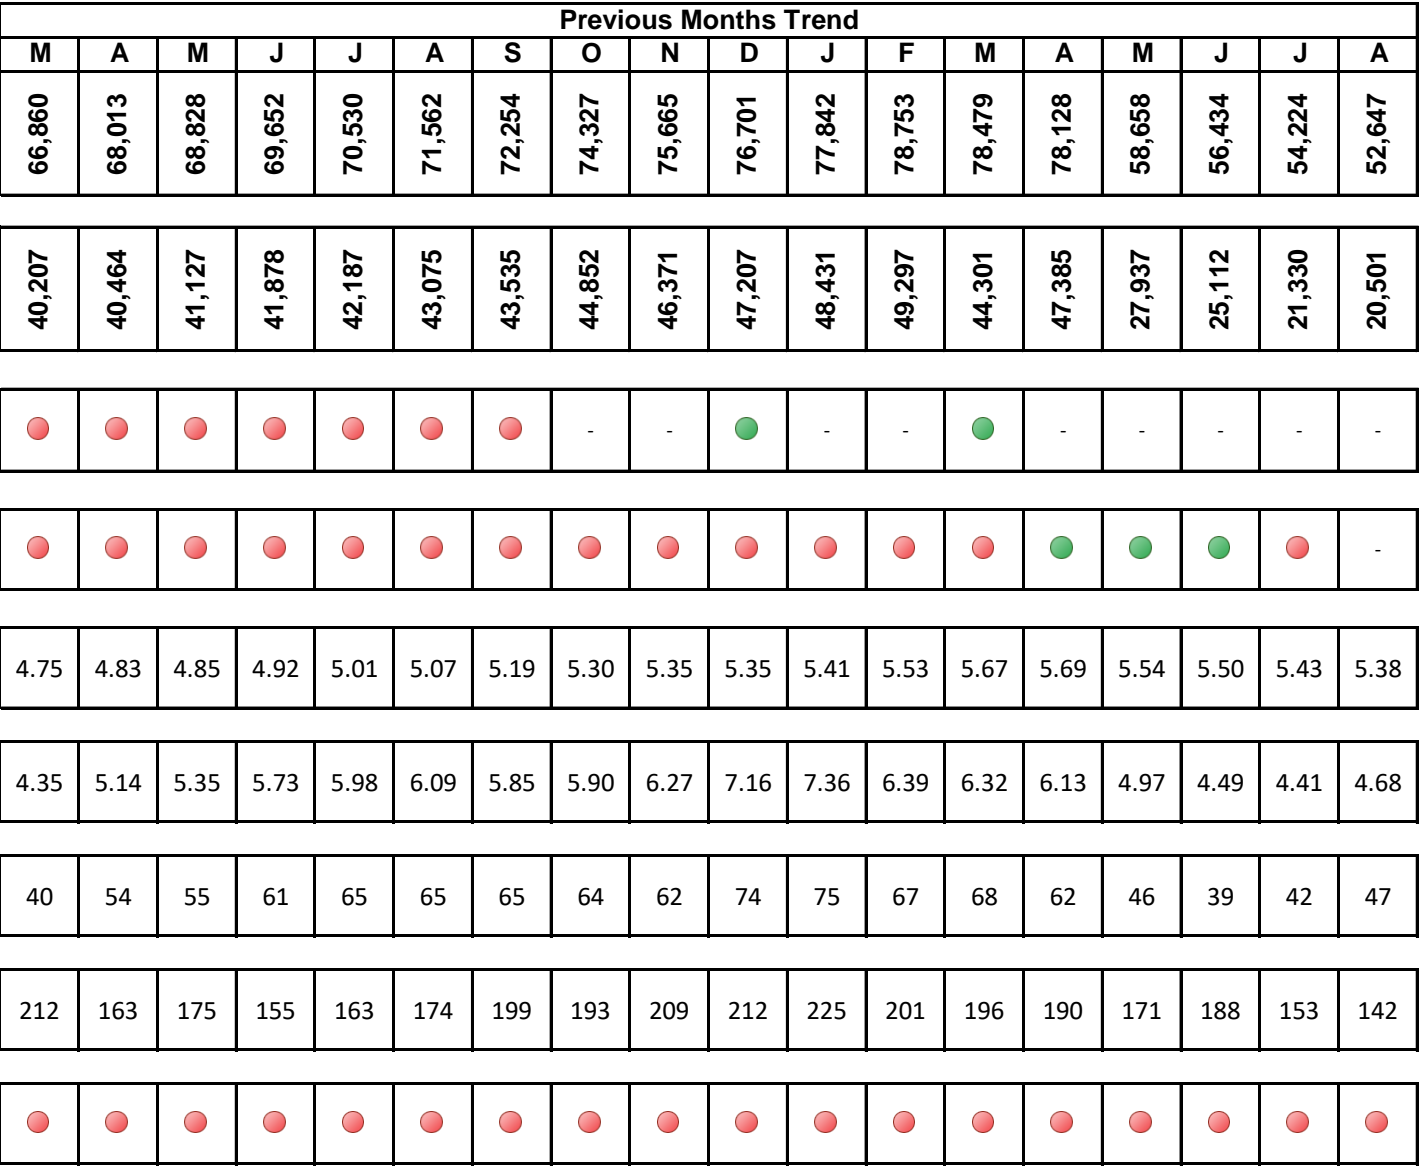 Previous Months Trend
M A M J J A S O N D J F M A M J J A
66,860 68,013 68,828 69,652 70,530 71,562 72,254 74,327 75,665 76,701 77,842 78,753 78,479 78,128 58,658 56,434 54,224 52,647
40,207 40,464 41,127 41,878 42,187 43,075 43,535 44,852 46,371 47,207 48,431 49,297 44,301 47,385 27,937 25,112 21,330 20,501
- - - - - - - - -
-
4.75 4.83 4.85 4.92 5.01 5.07 5.19 5.30 5.35 5.35 5.41 5.53 5.67 5.69 5.54 5.50 5.43 5.38
4.35 5.14 5.35 5.73 5.98 6.09 5.85 5.90 6.27 7.16 7.36 6.39 6.32 6.13 4.97 4.49 4.41 4.68
40 54 55 61 65 65 65 64 62 74 75 67 68 62 46 39 42 47
212 163 175 155 163 174 199 193 209 212 225 201 196 190 171 188 153 142